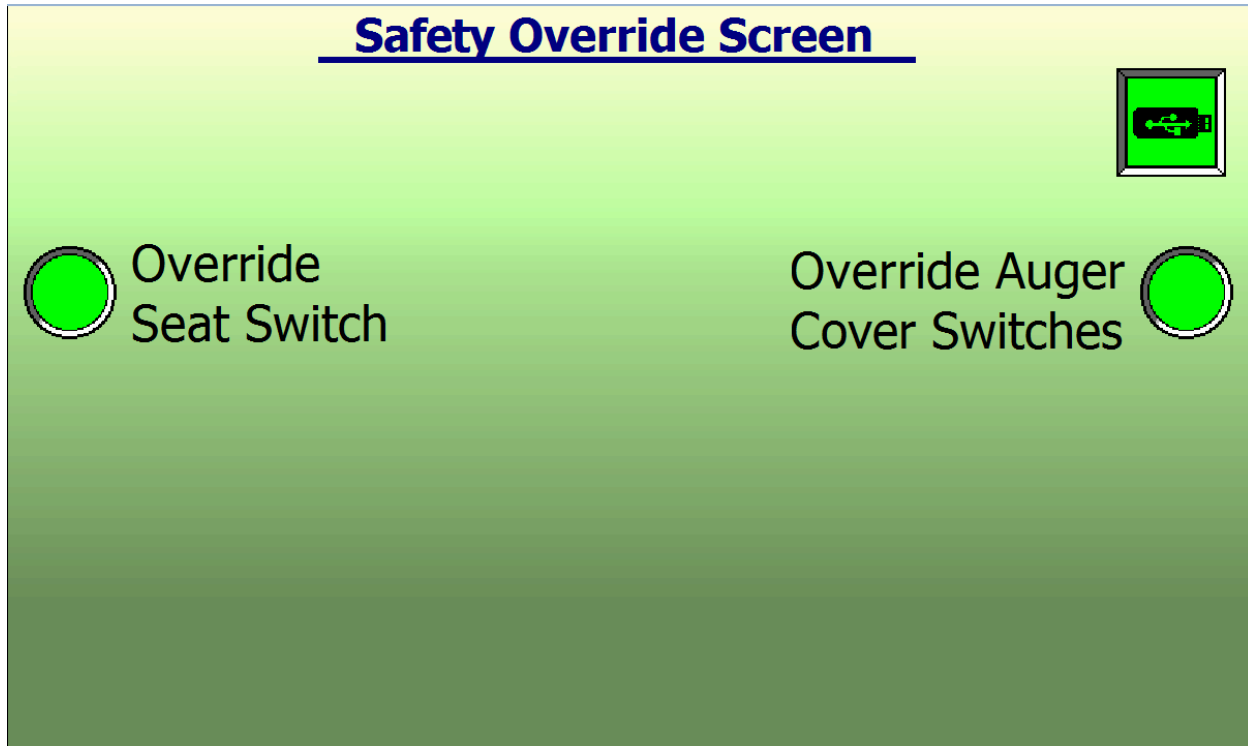 Safety Override Screen
Override
Seat Switch
Override Auger
Cover Switches